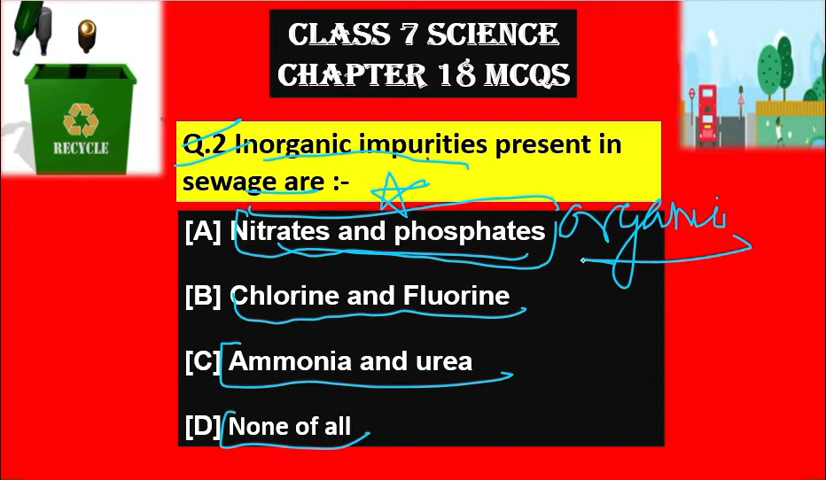 CLASS 7 SCIENCE
CHAPTER 18 MCQS
RECYCLE
Q.2 Inorganic impurities present in
sewage are :-
[A] Nitrates and phosphates
organic
[B] Chlorine and Fluorine
[C] Ammonia and urea
[D] None of all